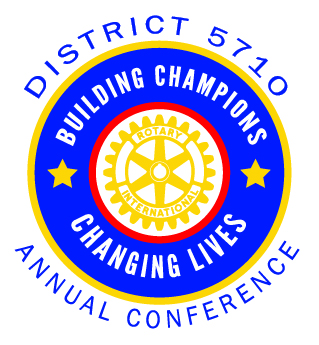 DISTRICT 5710
BUILDING CHAMPIONS
ROTARY
INTERNATIONAL
CHANGING LIVES
ANNUAL CONFERENCE